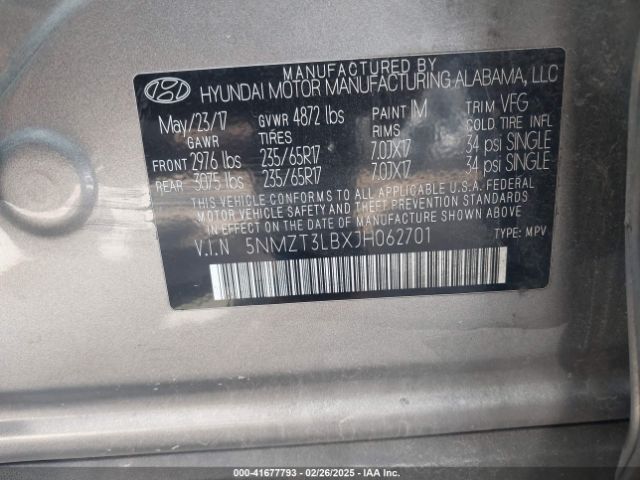 MANUFACTURED BY
HYUNDAI MOTOR MANUFACTURING ALABAMA, LLC
May/23/17 GVWR 4872 lbs PAINT IM TRIM VFG
GAWR TIRES RIMS COLD TIRE INFL
FRONT 2976 lbs 235/65R17 7.0JX17 34 psi SINGLE
REAR 3075 lbs 235/65R17 7.0JX17 34 psi SINGLE
THIS VEHICLE CONFORMS TO ALL APPLICABLE U.S.A. FEDERAL
MOTOR VEHICLE SAFETY, BUMPER, AND THEFT PREVENTION
STANDARDS IN EFFECT ON THE DATE OF MANUFACTURE SHOWN ABOVE.
V.I.N 5NMZT3LBXJH062701 TYPE: MPV
000-41677793 - 02/26/2025 - IAA Inc.